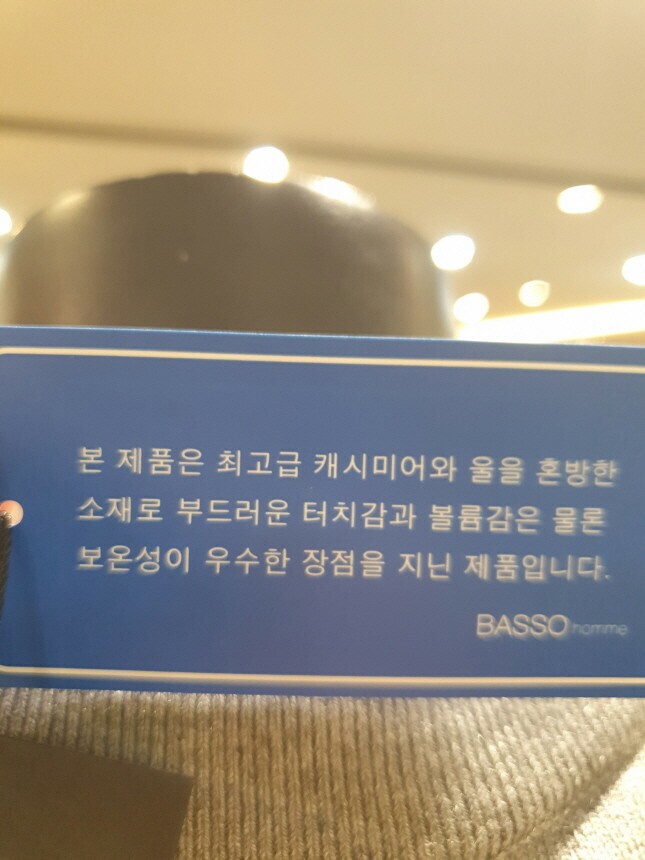 본 제품은 최고급 캐시미어와 울을 혼방한
소재로 부드러운 터치감과 볼륨감은 물론
보온성이 우수한 장점을 지닌 제품입니다.
BASSO homme